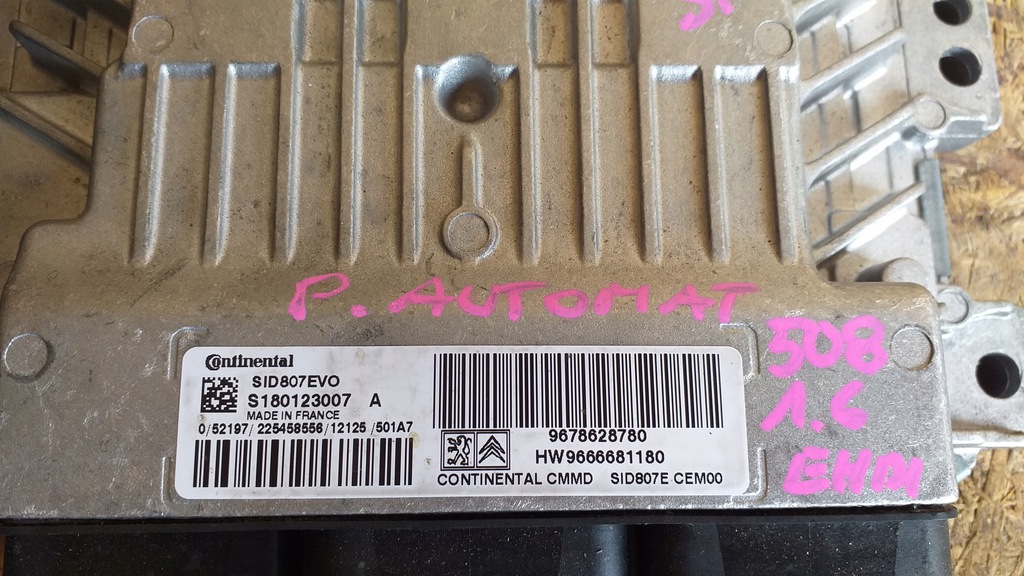 P. AUTOMAT
508
1.6
EHDI
Continental
SID807EVO
S180123007 A
MADE IN FRANCE
0/52197/225458556/12125/501A7
9678628780
HW9666681180
CONTINENTAL CMMD SID807E CEM00